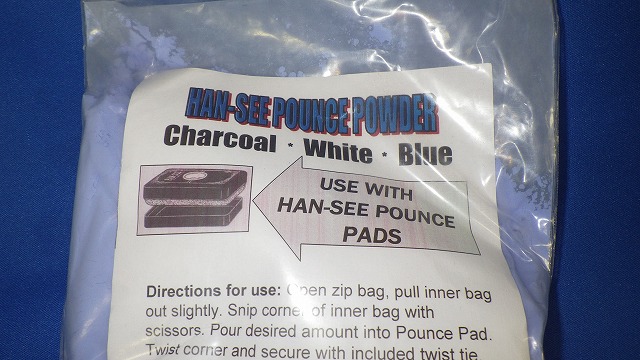 HAN-SEE POUNCE POWDER
Charcoal * White * Blue
USE WITH
HAN-SEE POUNCE
PADS
Directions for use: Open zip bag, pull inner bag
out slightly. Snip corner of inner bag with
scissors. Pour desired amount into Pounce Pad.
Twist corner and secure with included twist tie